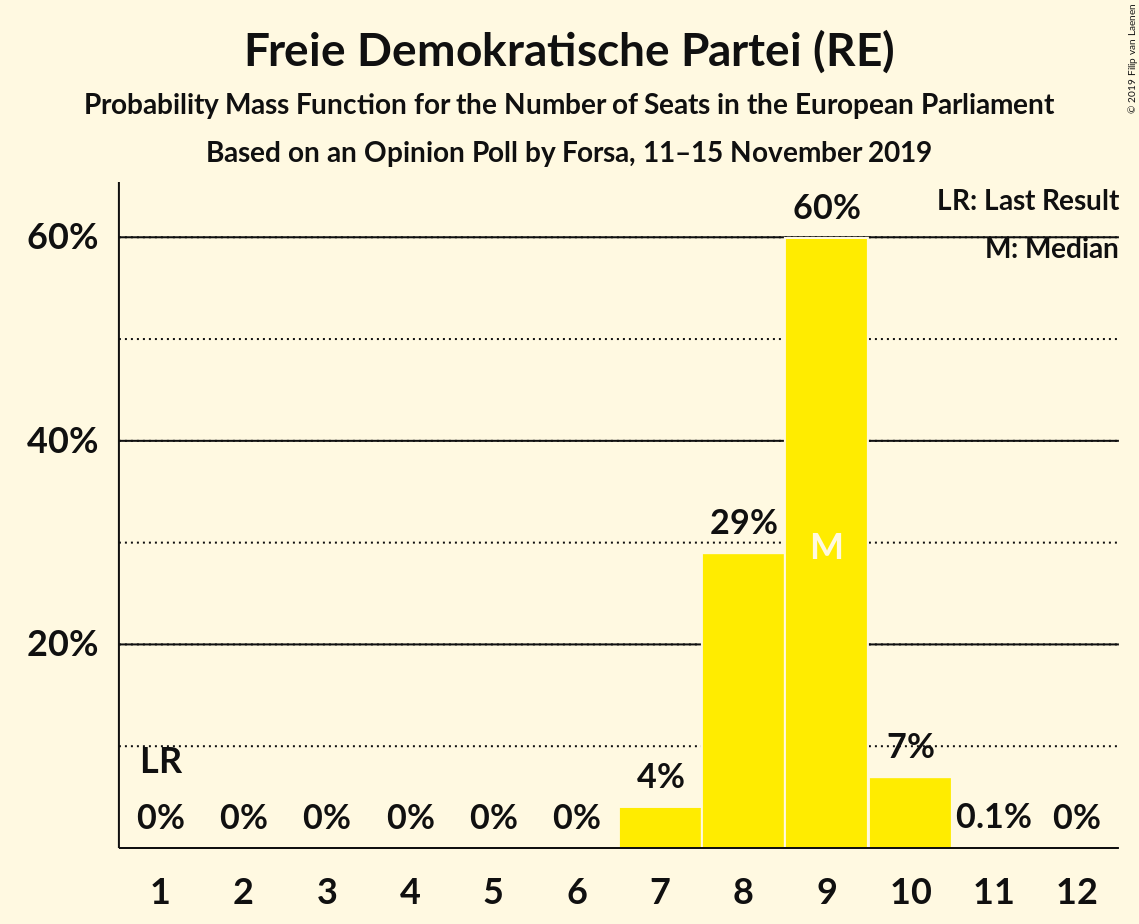 Freie Demokratische Partei (RE)
Probability Mass Function for the Number of Seats in the European Parliament
Based on an Opinion Poll by Forsa, 11–15 November 2019
© 2019 Filip van Laenen
LR: Last Result
M: Median
60%
60%
40%
29%
M
20%
LR
7%
4%
0% 0% 0% 0% 0% 0% 0.1% 0%
1 2 3 4 5 6 7 8 9 10 11 12